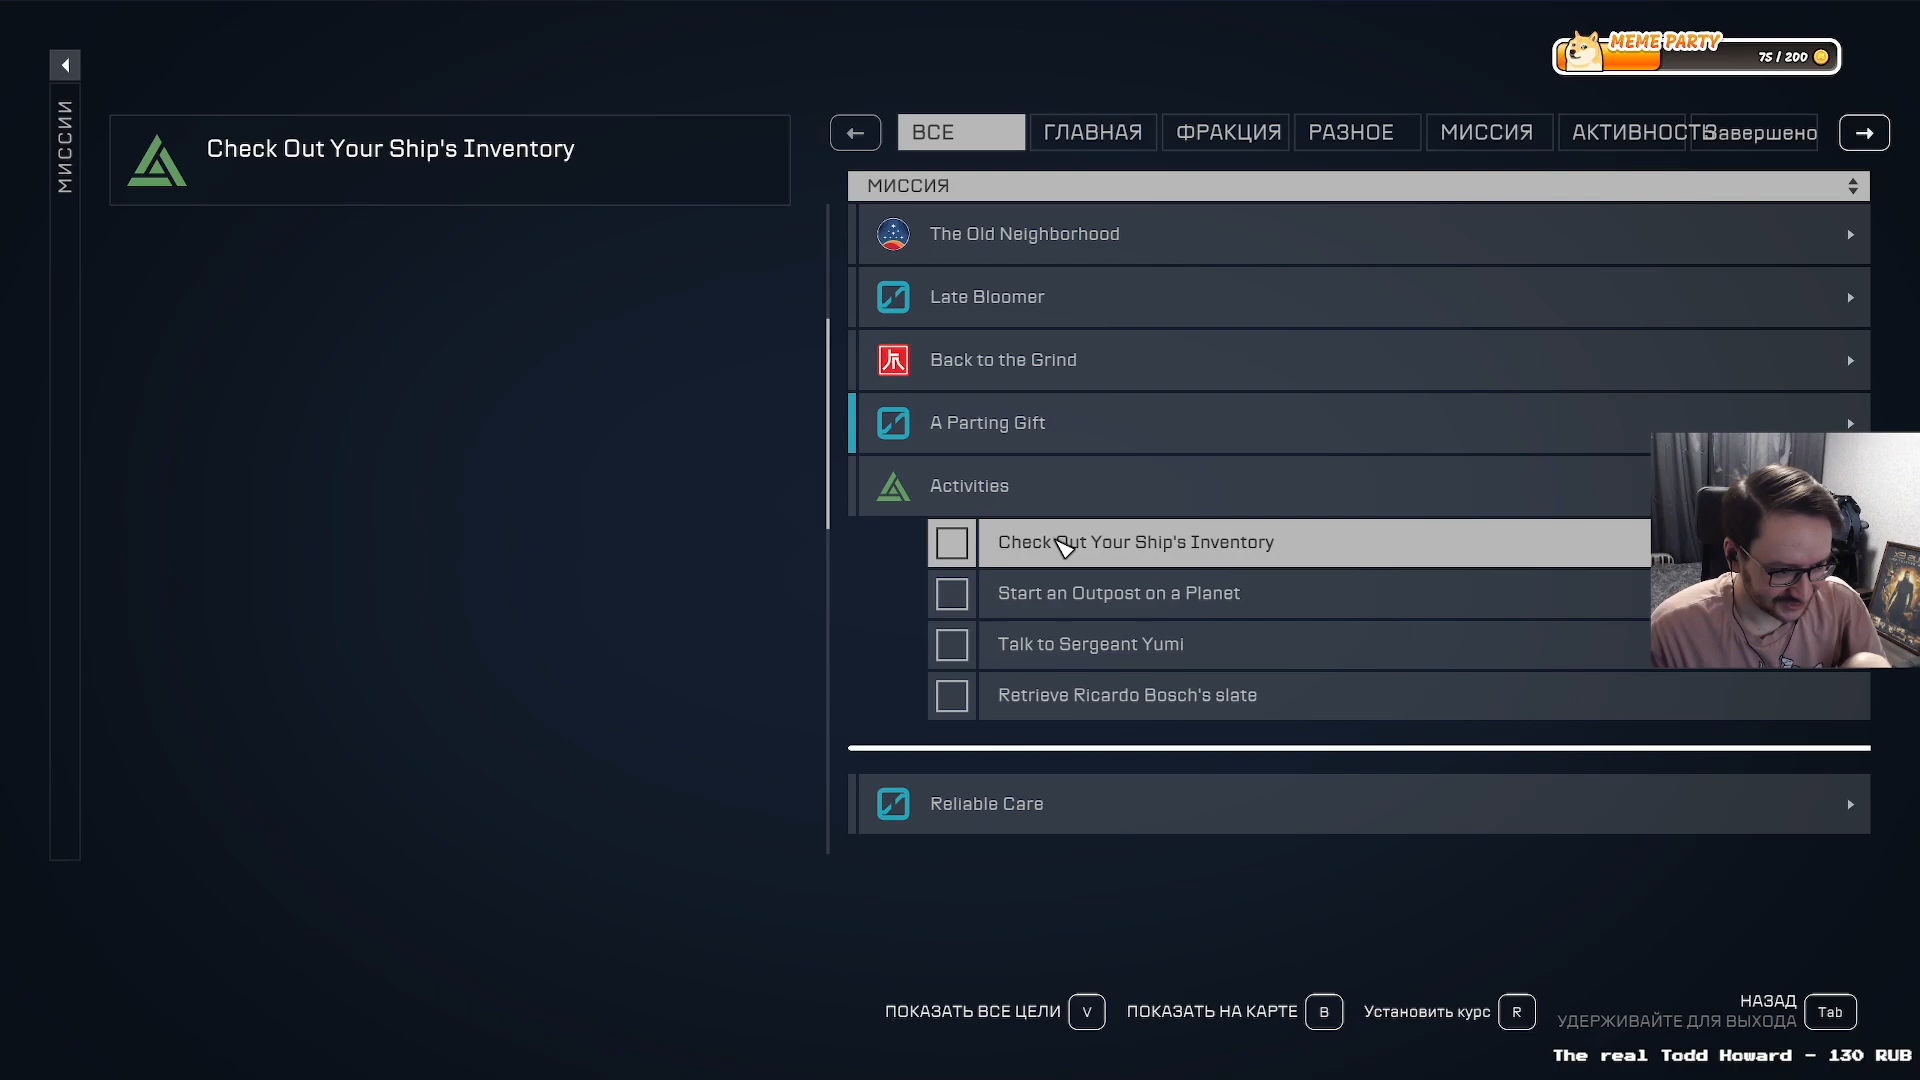 MEME PARTY
75 / 200
МИССИИ
Check Out Your Ship's Inventory
ВСЕ
ГЛАВНАЯ
ФРАКЦИЯ
РАЗНОЕ
МИССИЯ
АКТИВНОСТЬ
Завершено
МИССИЯ
The Old Neighborhood
Late Bloomer
Back to the Grind
A Parting Gift
Activities
Check Out Your Ship's Inventory
Start an Outpost on a Planet
Talk to Sergeant Yumi
Retrieve Ricardo Bosch's slate
Reliable Care
ПОКАЗАТЬ ВСЕ ЦЕЛИ V
ПОКАЗАТЬ НА КАРТЕ B
Установить курс R
НАЗАД
УДЕРЖИВАЙТЕ ДЛЯ ВЫХОДА
Tab
The real Todd Howard - 130 RUB